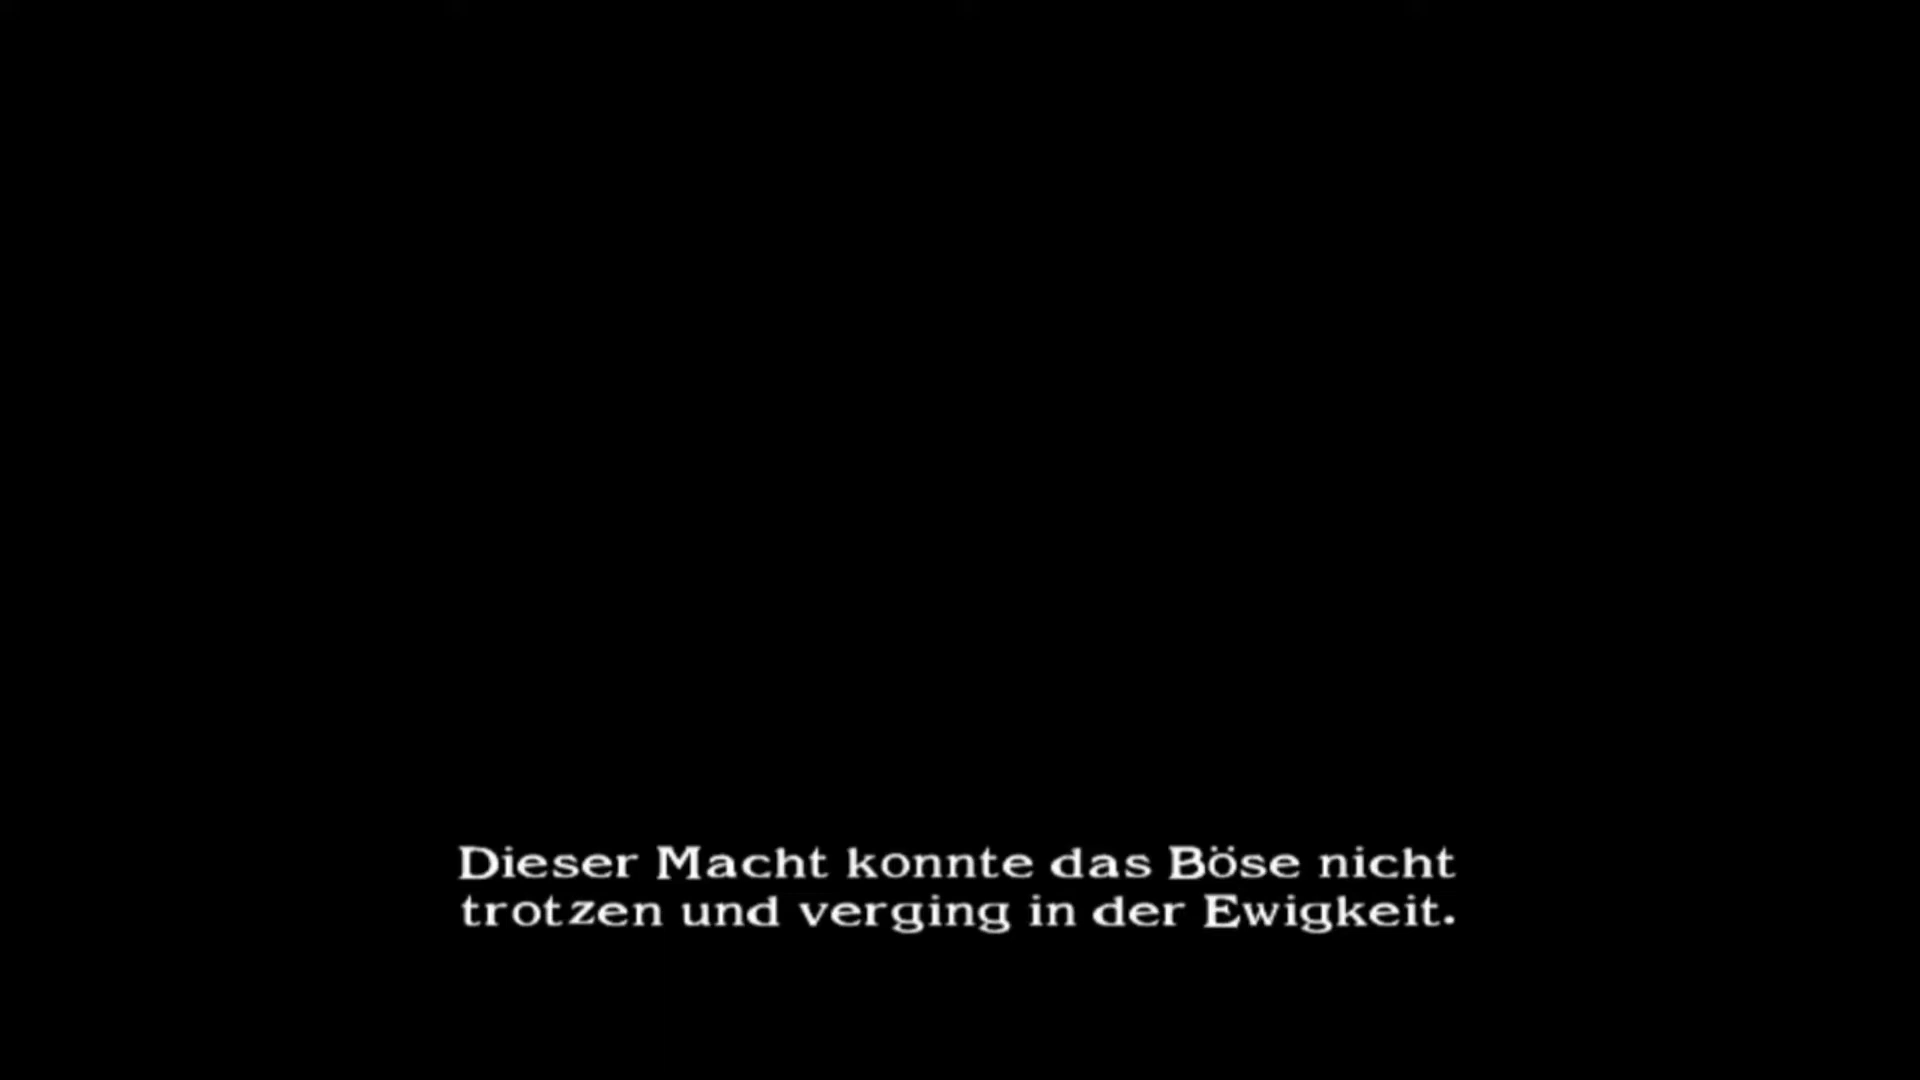 Dieser Macht konnte das Böse nicht
trotzen und verging in der Ewigkeit.